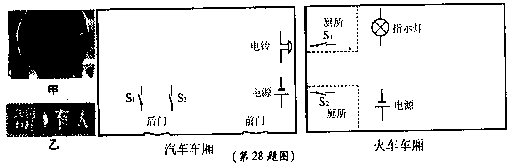 甲
乙
电铃
S₁
S₂
电源
后门
前门
汽车车厢
厕所
S₁
指示灯
S₂
厕所
电源
火车车厢
(第28题图)